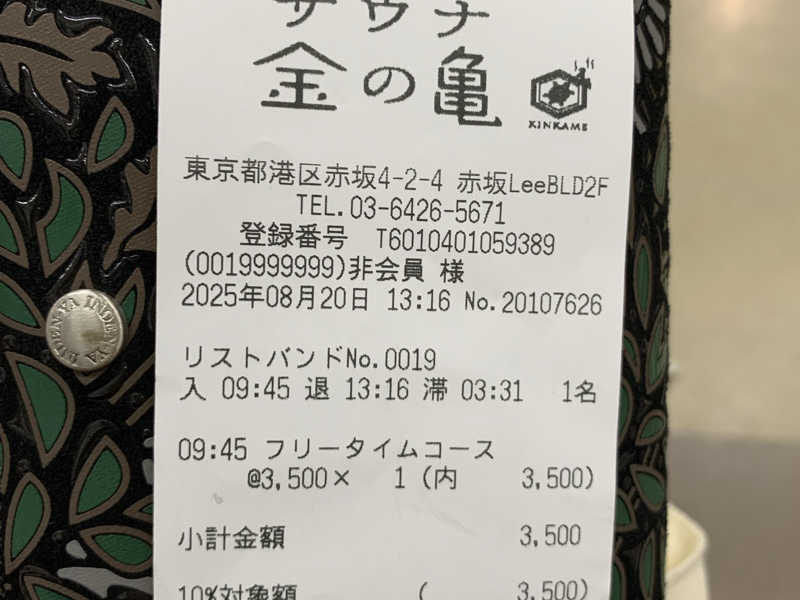 サウナ
金の亀
KINKAME
東京都港区赤坂4-2-4 赤坂LeeBLD2F
TEL.03-6426-5671
登録番号 T6010401059389
(0019999999)非会員 様
2025年08月20日 13:16 No.20107626
リストバンドNo.0019
入 09:45 退 13:16 滞 03:31 1名
09:45 フリータイムコース
@3,500× 1 (内 3,500)
小計金額 3,500
10%対象額 ( 3,500)
INDEN-YA INDEN-YA